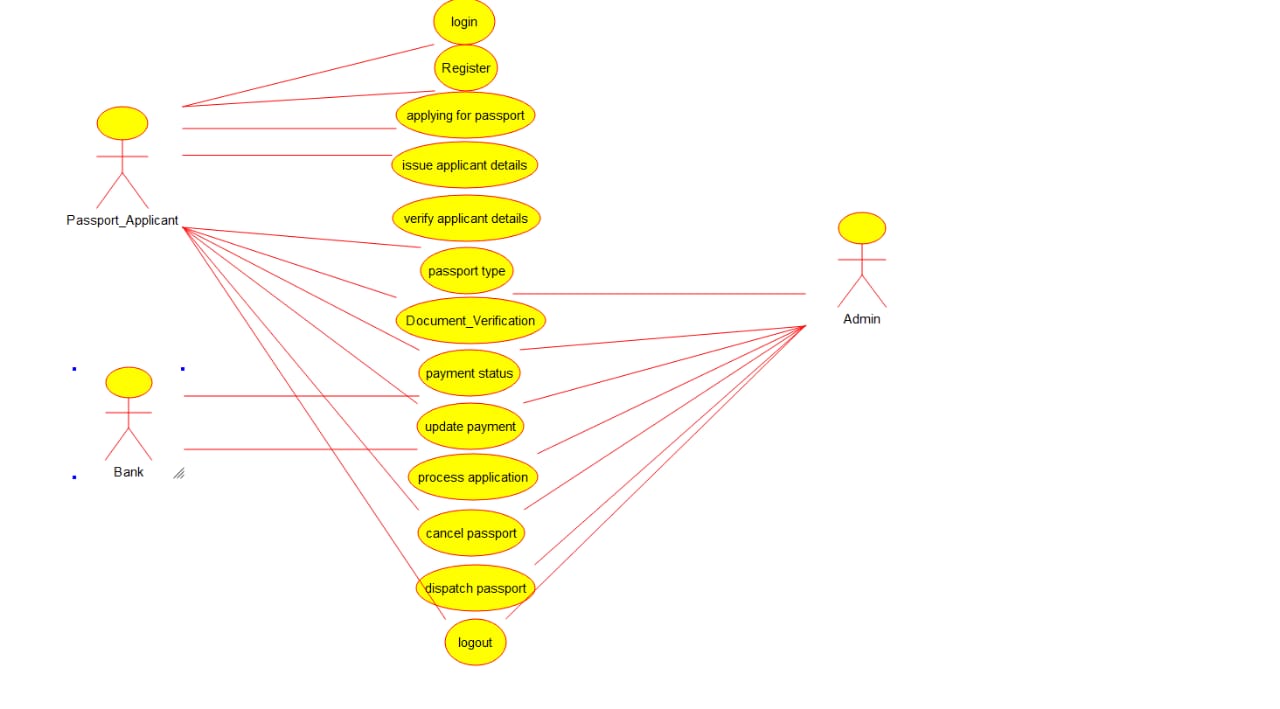 login
Register
applying for passport
issue applicant details
Passport_Applicant
verify applicant details
passport type
Admin
Document_Verification
payment status
update payment
Bank
process application
cancel passport
dispatch passport
logout